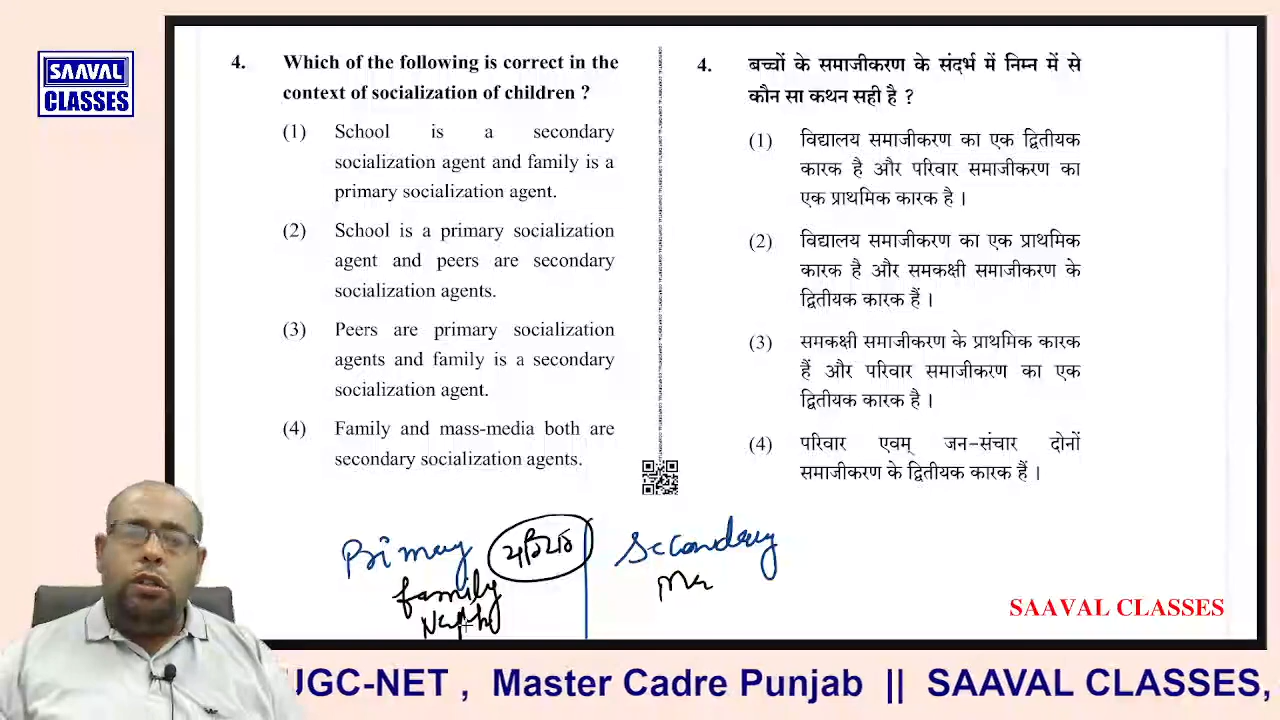 SAAVAL
CLASSES
4. Which of the following is correct in the
context of socialization of children ?
(1) School is a secondary
socialization agent and family is a
primary socialization agent.
(2) School is a primary socialization
agent and peers are secondary
socialization agents.
(3) Peers are primary socialization
agents and family is a secondary
socialization agent.
(4) Family and mass-media both are
secondary socialization agents.
4. बच्चों के समाजीकरण के संदर्भ में निम्न में से
कौन सा कथन सही है ?
(1) विद्यालय समाजीकरण का एक द्वितीयक
कारक है और परिवार समाजीकरण का
एक प्राथमिक कारक है ।
(2) विद्यालय समाजीकरण का एक प्राथमिक
कारक है और समकक्षी समाजीकरण के
द्वितीयक कारक हैं ।
(3) समकक्षी समाजीकरण के प्राथमिक कारक
हैं और परिवार समाजीकरण का एक
द्वितीयक कारक है ।
(4) परिवार एवम् जन-संचार दोनों
समाजीकरण के द्वितीयक कारक हैं ।
Primary परिवार Secondary
family
SAAVAL CLASSES
UGC-NET , Master Cadre Punjab || SAAVAL CLASSES,